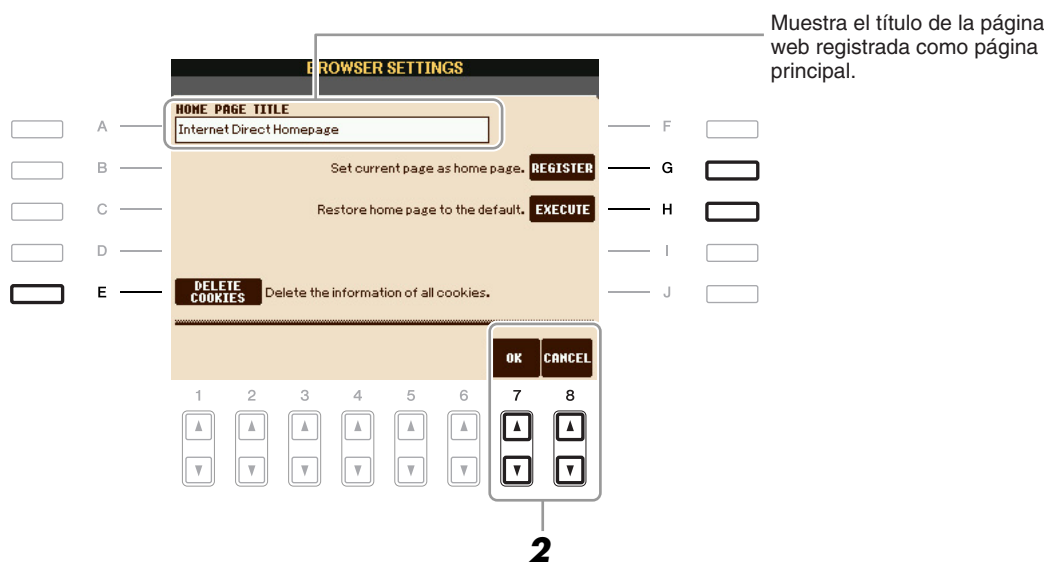 Muestra el título de la página
web registrada como página
principal.
BROWSER SETTINGS
HOME PAGE TITLE
Internet Direct Homepage
A
F
B
Set current page as home page.
REGISTER
G
C
Restore home page to the default.
EXECUTE
H
D
I
E
DELETE
COOKIES
Delete the information of all cookies.
J
OK
CANCEL
1 2 3 4 5 6 7 8
2